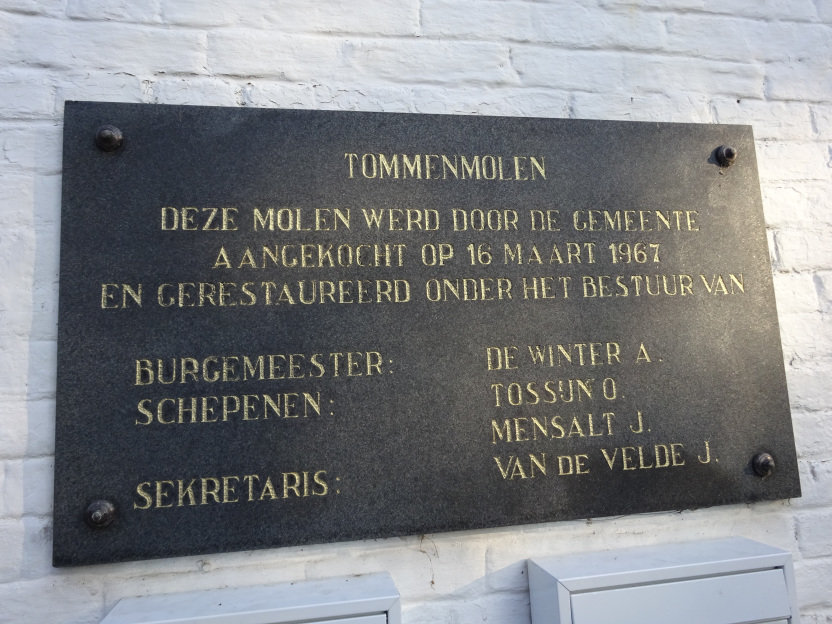 TOMMENMOLEN
DEZE MOLEN WERD DOOR DE GEMEENTE
AANGEKOCHT OP 16 MAART 1967
EN GERESTAUREERD ONDER HET BESTUUR VAN
BURGEMEESTER: DE WINTER A.
SCHEPENEN: TOSSIJN O.
MENSALT J.
SEKRETARIS: VAN DE VELDE J.